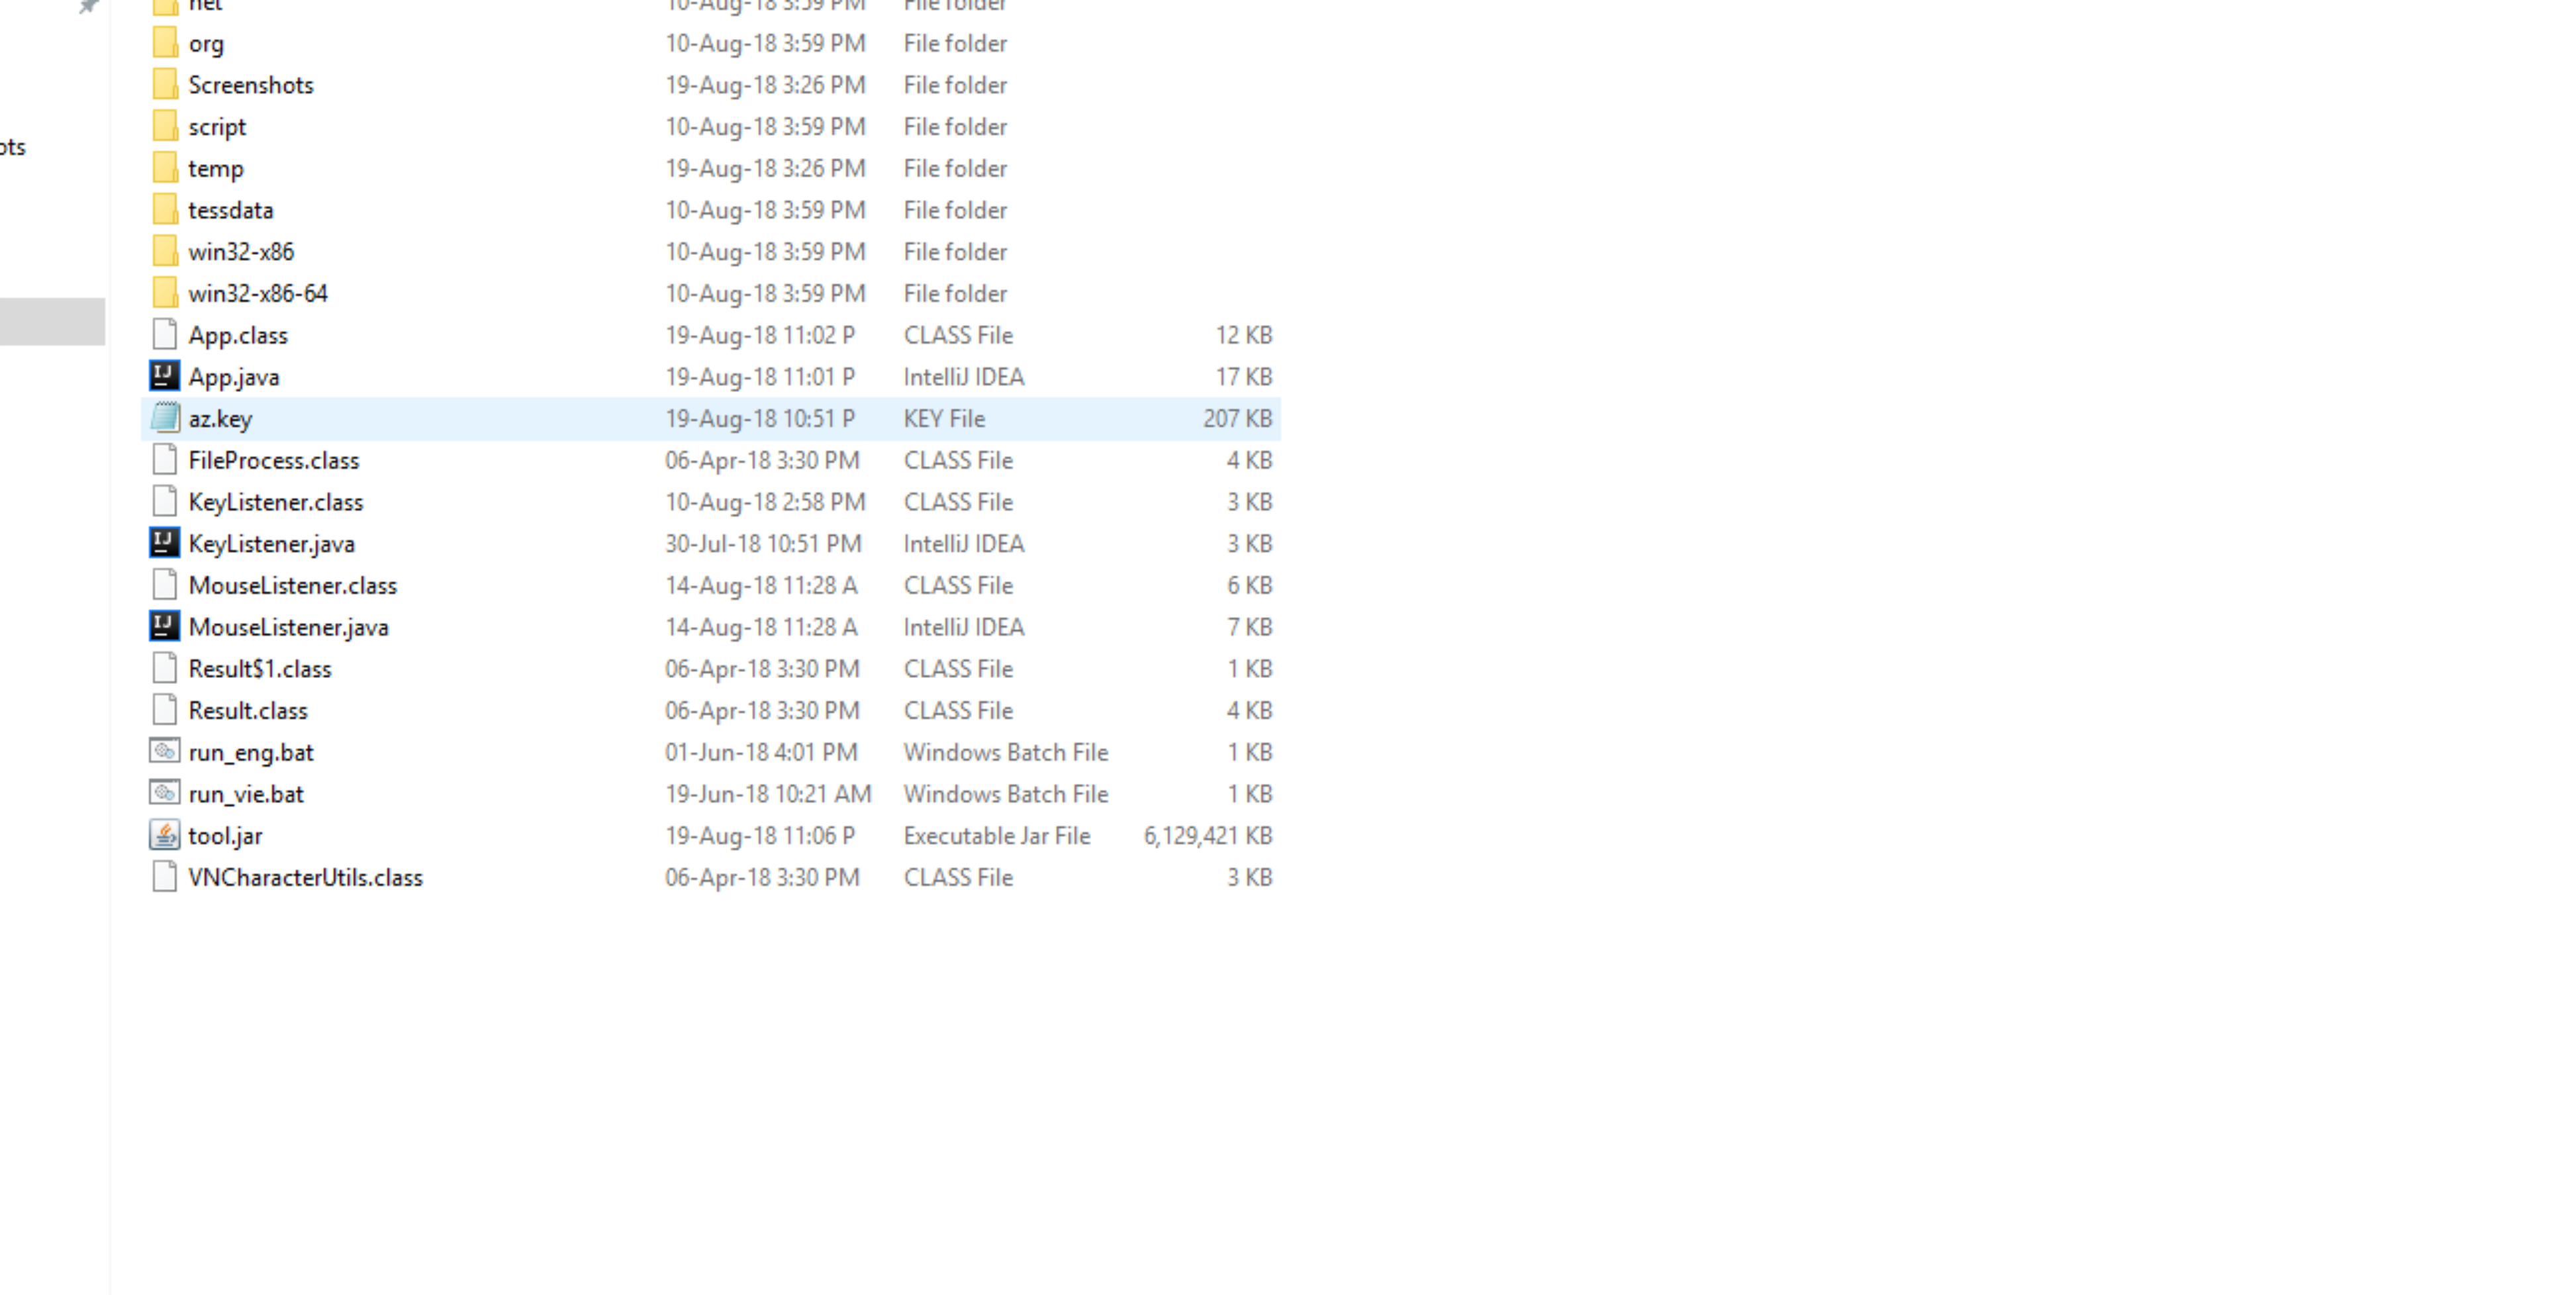 net 10-Aug-18 3:59 PM File folder
org 10-Aug-18 3:59 PM File folder
Screenshots 19-Aug-18 3:26 PM File folder
script 10-Aug-18 3:59 PM File folder
ots
temp 19-Aug-18 3:26 PM File folder
tessdata 10-Aug-18 3:59 PM File folder
win32-x86 10-Aug-18 3:59 PM File folder
win32-x86-64 10-Aug-18 3:59 PM File folder
App.class 19-Aug-18 11:02 P CLASS File 12 KB
App.java 19-Aug-18 11:01 P IntelliJ IDEA 17 KB
az.key 19-Aug-18 10:51 P KEY File 207 KB
FileProcess.class 06-Apr-18 3:30 PM CLASS File 4 KB
KeyListener.class 10-Aug-18 2:58 PM CLASS File 3 KB
KeyListener.java 30-Jul-18 10:51 PM IntelliJ IDEA 3 KB
MouseListener.class 14-Aug-18 11:28 A CLASS File 6 KB
MouseListener.java 14-Aug-18 11:28 A IntelliJ IDEA 7 KB
Result$1.class 06-Apr-18 3:30 PM CLASS File 1 KB
Result.class 06-Apr-18 3:30 PM CLASS File 4 KB
run_eng.bat 01-Jun-18 4:01 PM Windows Batch File 1 KB
run_vie.bat 19-Jun-18 10:21 AM Windows Batch File 1 KB
tool.jar 19-Aug-18 11:06 P Executable Jar File 6,129,421 KB
VNCharacterUtils.class 06-Apr-18 3:30 PM CLASS File 3 KB